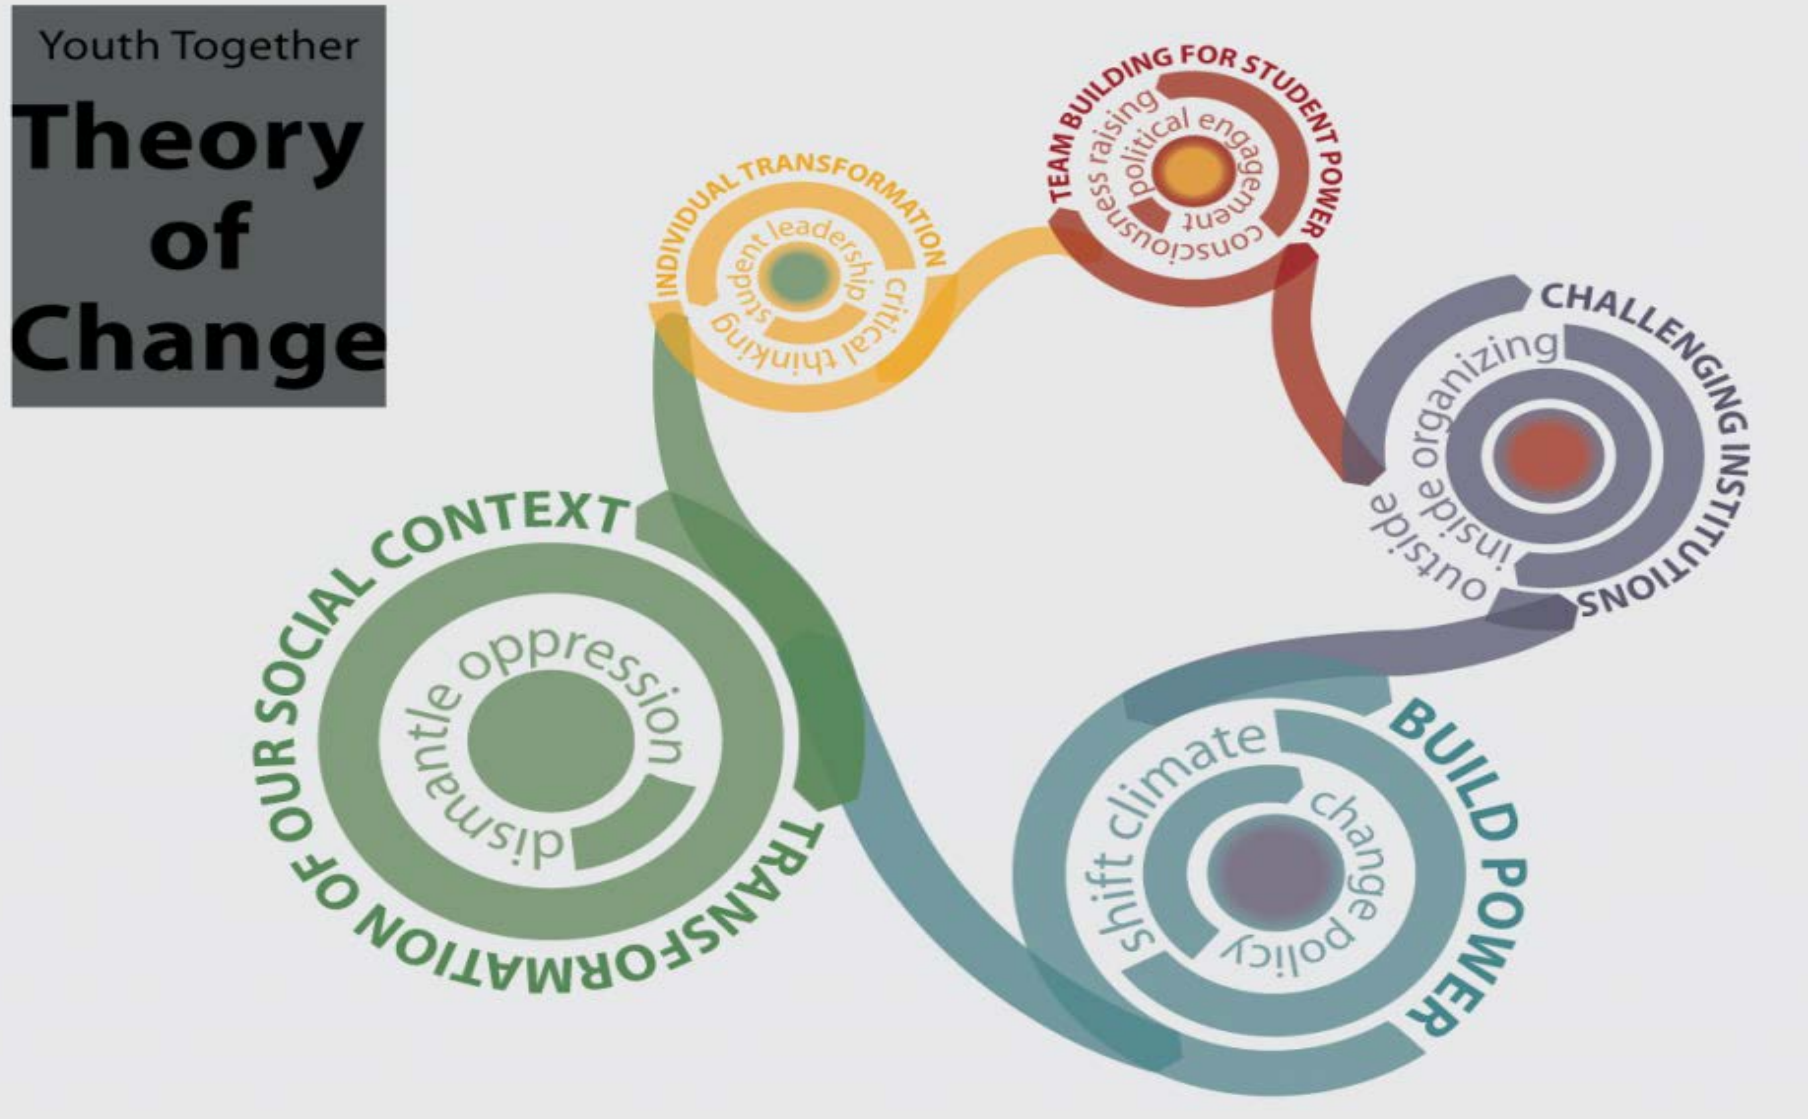 Youth Together
Theory
of
Change
INDIVIDUAL TRANSFORMATION
student leadership
critical thinking
TEAM BUILDING FOR STUDENT POWER
consciousness raising
political engagement
CHALLENGING INSTITUTIONS
inside organizing
outside
BUILD POWER
shift climate
change policy
TRANSFORMATION OF OUR SOCIAL CONTEXT
dismantle oppression